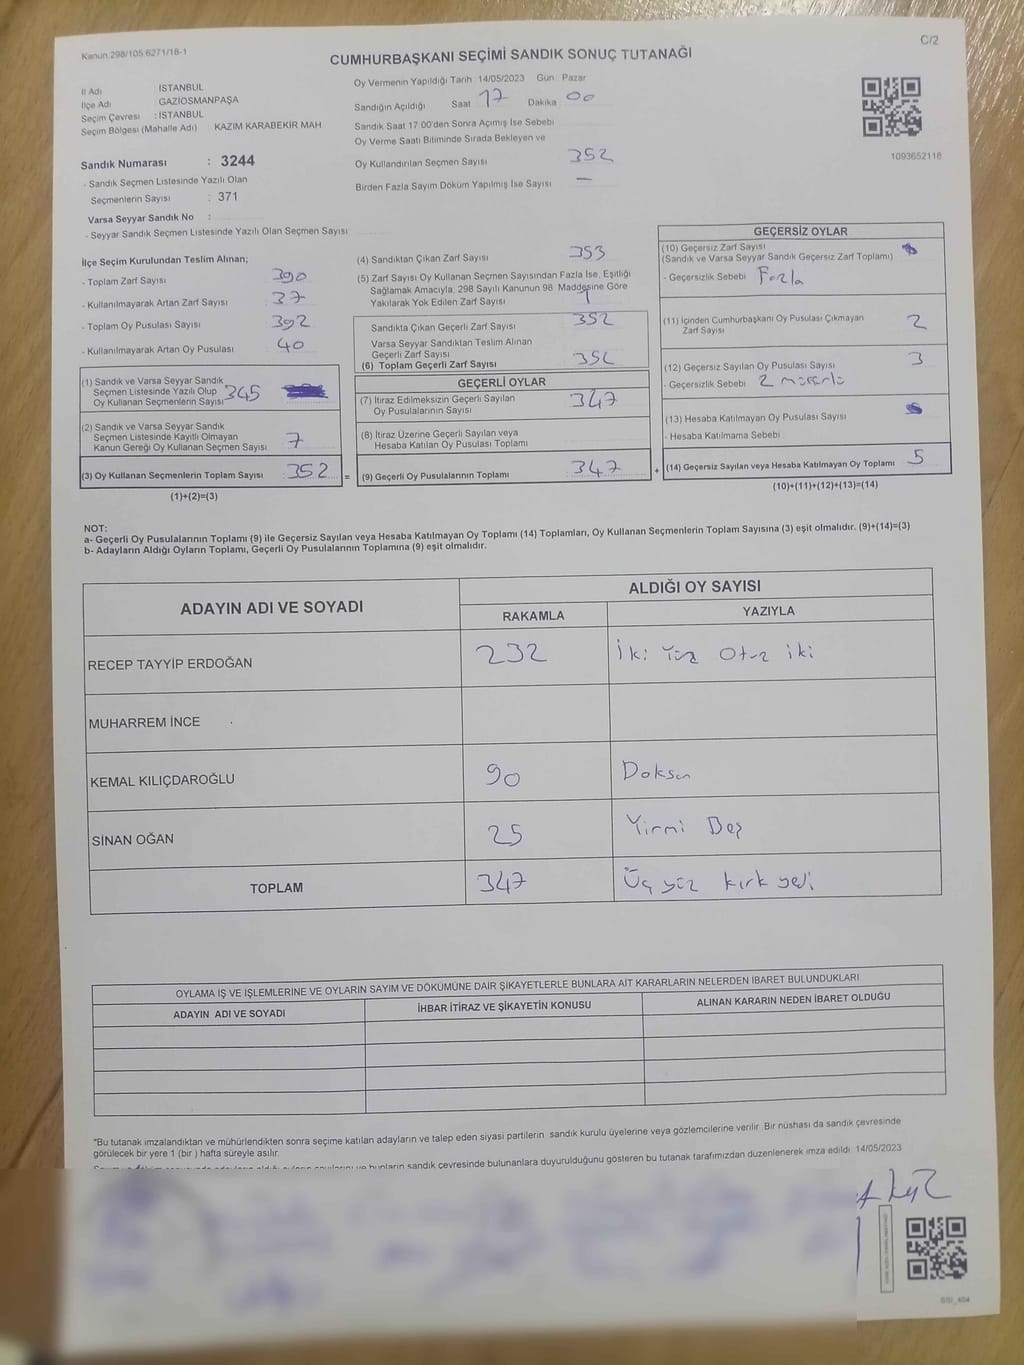 Kanun 298/105.6271/18-1
C/2
CUMHURBAŞKANI SEÇİMİ SANDIK SONUÇ TUTANAĞI
İl Adı İSTANBUL
İlçe Adı GAZİOSMANPAŞA
Seçim Çevresi : İSTANBUL
Seçim Bölgesi (Mahalle Adı) KAZIM KARABEKİR MAH
Sandık Numarası : 3244
- Sandık Seçmen Listesinde Yazılı Olan
Seçmenlerin Sayısı : 371
Varsa Seyyar Sandık No :
- Seyyar Sandık Seçmen Listesinde Yazılı Olan Seçmen Sayısı
Oy Vermenin Yapıldığı Tarih 14/05/2023 Gün Pazar
Sandığın Açıldığı Saat 17 Dakika 00
Sandık Saat 17 00'den Sonra Açımış İse Sebebi
Oy Verme Saati Bitiminde Sırada Bekleyen ve
Oy Kullandırılan Seçmen Sayısı 352
Birden Fazla Sayım Döküm Yapılmış İse Sayısı —
1093652118
İlçe Seçim Kurulundan Teslim Alınan;
- Toplam Zarf Sayısı 390
- Kullanılmayarak Artan Zarf Sayısı 37
- Toplam Oy Pusulası Sayısı 392
- Kullanılmayarak Artan Oy Pusulası 40
(1) Sandık ve Varsa Seyyar Sandık
Seçmen Listesinde Yazılı Olup 345
Oy Kullanan Seçmenlerin Sayısı
(2) Sandık ve Varsa Seyyar Sandık
Seçmen Listesinde Kayıtlı Olmayan
Kanun Gereği Oy Kullanan Seçmen Sayısı 7
(3) Oy Kullanan Seçmenlerin Toplam Sayısı 352 =
(1)+(2)=(3)
(4) Sandıktan Çıkan Zarf Sayısı 353
(5) Zarf Sayısı Oy Kullanan Seçmen Sayısından Fazla İse, Eşitliği
Sağlamak Amacıyla, 298 Sayılı Kanunun 98 Maddesine Göre
Yakılarak Yok Edilen Zarf Sayısı 1
Sandıkta Çıkan Geçerli Zarf Sayısı 352
Varsa Seyyar Sandıktan Teslim Alınan
Geçerli Zarf Sayısı
(6) Toplam Geçerli Zarf Sayısı 352
GEÇERLİ OYLAR
(7) İtiraz Edilmeksizin Geçerli Sayılan
Oy Pusulalarının Sayısı 347
(8) İtiraz Üzerine Geçerli Sayılan veya
Hesaba Katılan Oy Pusulası Toplamı
(9) Geçerli Oy Pusulalarının Toplamı 347 +
GEÇERSİZ OYLAR
(10) Geçersiz Zarf Sayısı
(Sandık ve Varsa Seyyar Sandık Geçersiz Zarf Toplamı)
- Geçersizlik Sebebi Fazla
(11) İçinden Cumhurbaşkanı Oy Pusulası Çıkmayan
Zarf Sayısı 2
(12) Geçersiz Sayılan Oy Pusulası Sayısı 3
- Geçersizlik Sebebi 2
(13) Hesaba Katılmayan Oy Pusulası Sayısı
- Hesaba Katılmama Sebebi
(14) Geçersiz Sayılan veya Hesaba Katılmayan Oy Toplamı 5
(10)+(11)+(12)+(13)=(14)
NOT:
a- Geçerli Oy Pusulalarının Toplamı (9) ile Geçersiz Sayılan veya Hesaba Katılmayan Oy Toplamı (14) Toplamları, Oy Kullanan Seçmenlerin Toplam Sayısına (3) eşit olmalıdır. (9)+(14)=(3)
b- Adayların Aldığı Oyların Toplamı, Geçerli Oy Pusulalarının Toplamına (9) eşit olmalıdır.
ADAYIN ADI VE SOYADI
ALDIĞI OY SAYISI
RAKAMLA YAZIYLA
RECEP TAYYİP ERDOĞAN 232 İki Yüz Otuz iki
MUHARREM İNCE
KEMAL KILIÇDAROĞLU 90 Doksan
SİNAN OĞAN 25 Yirmi Beş
TOPLAM 347 Üç yüz kırk yedi
OYLAMA İŞ VE İŞLEMLERİNE VE OYLARIN SAYIM VE DÖKÜMÜNE DAİR ŞİKAYETLERLE BUNLARA AİT KARARLARIN NELERDEN İBARET BULUNDUKLARI
ADAYIN ADI VE SOYADI İHBAR İTİRAZ VE ŞİKAYETİN KONUSU ALINAN KARARIN NEDEN İBARET OLDUĞU
"Bu tutanak imzalandıktan ve mühürlendikten sonra seçime katılan adayların ve talep eden siyasi partilerin sandık kurulu üyelerine veya gözlemcilerine verilir Bir nüshası da sandık çevresinde
görülecek bir yere 1 (bir ) hafta süreyle asılır.
ve bunların sandık çevresinde bulunanlara duyurulduğunu gösteren bu tutanak tarafımızdan düzenlenerek imza edildi 14/05/2023